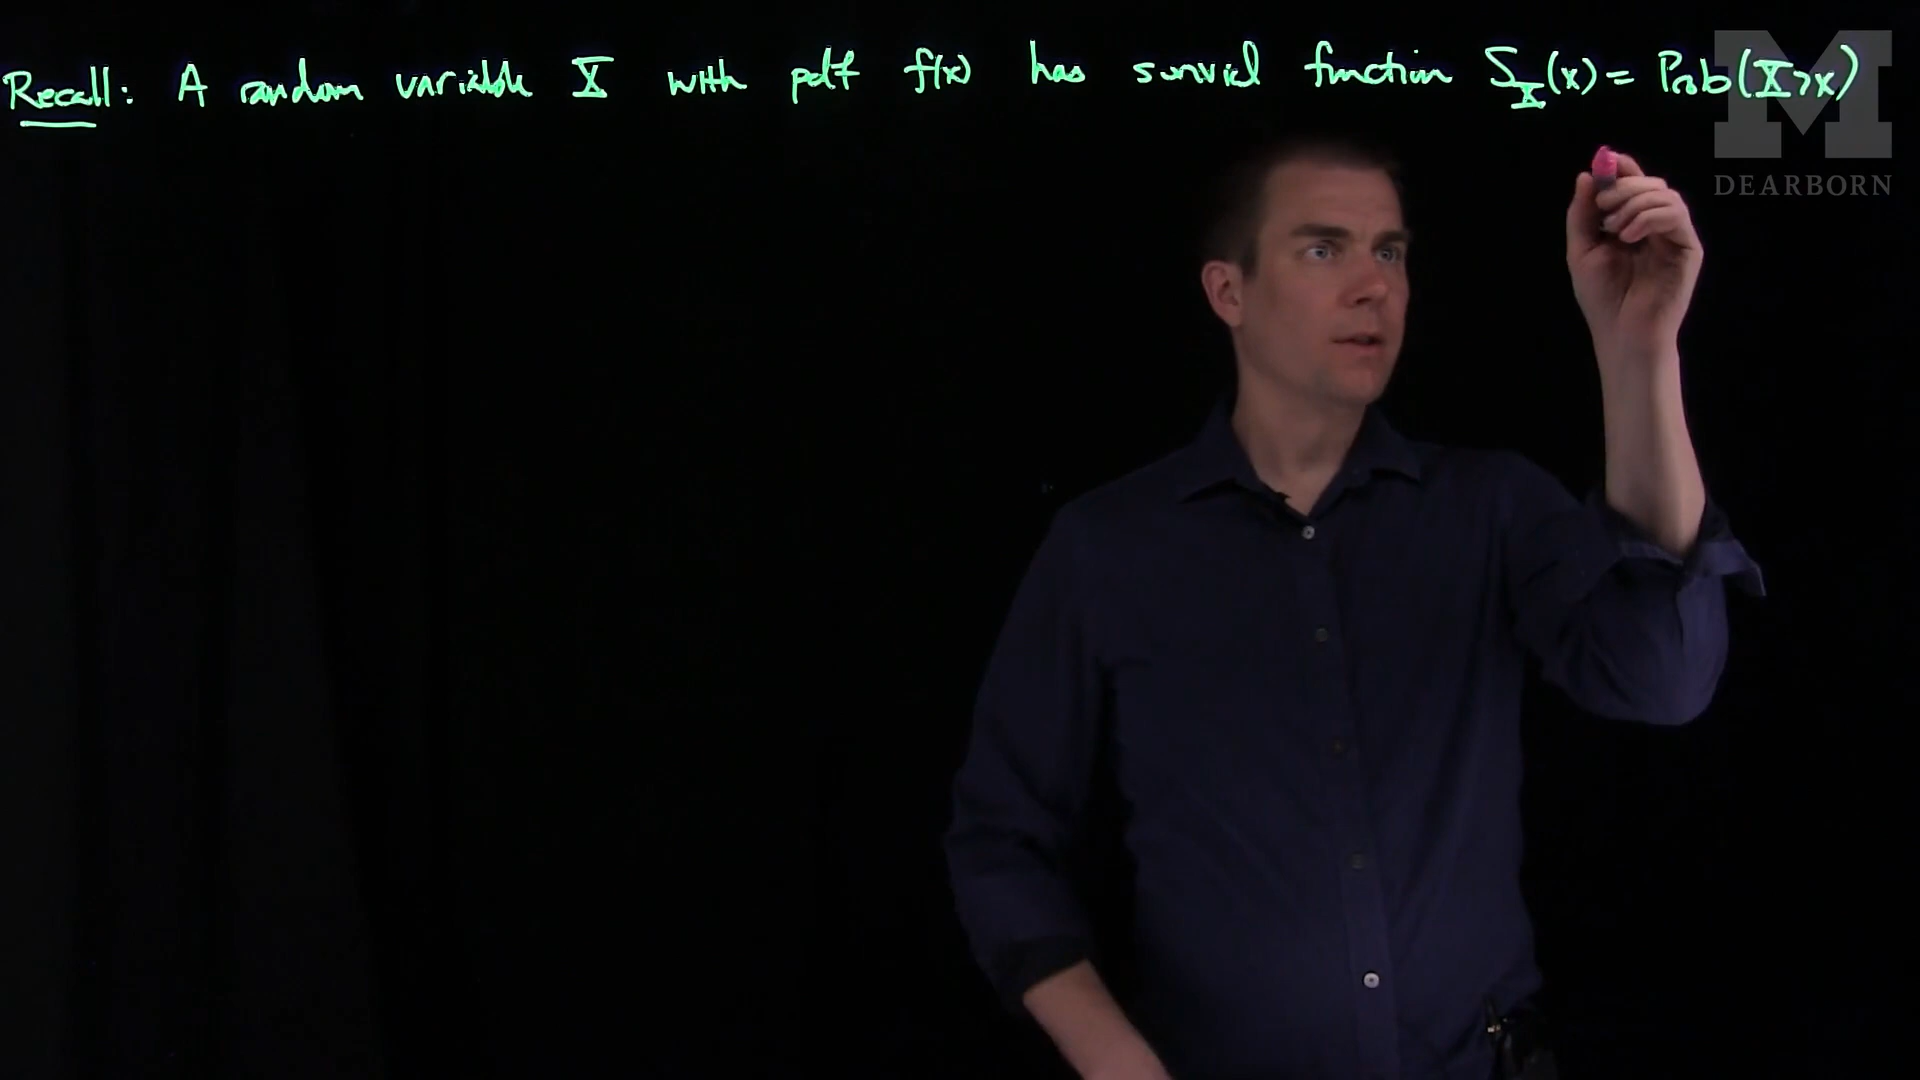 Recall: A random variable X with pdf f(x) has survival function S_X(x) = Prob(X>x)
M
DEARBORN